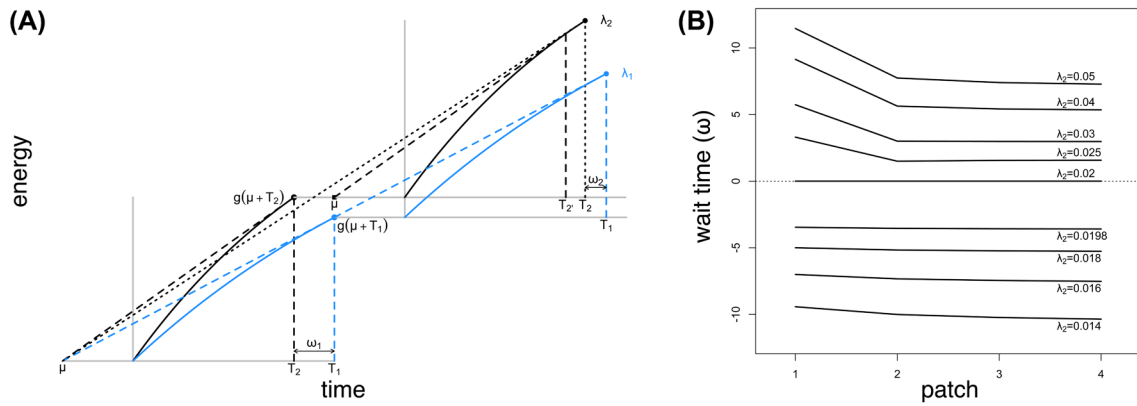 (A)
energy
time
λ₂
λ₁
g(μ+T₂)
μ
g(μ+T₁)
ω₂
T₂' T₂
T₁
ω₁
μ
T₂ T₁
(B)
wait time (ω)
patch
10
5
0
-5
-10
1 2 3 4
λ₂=0.05
λ₂=0.04
λ₂=0.03
λ₂=0.025
λ₂=0.02
λ₂=0.0198
λ₂=0.018
λ₂=0.016
λ₂=0.014